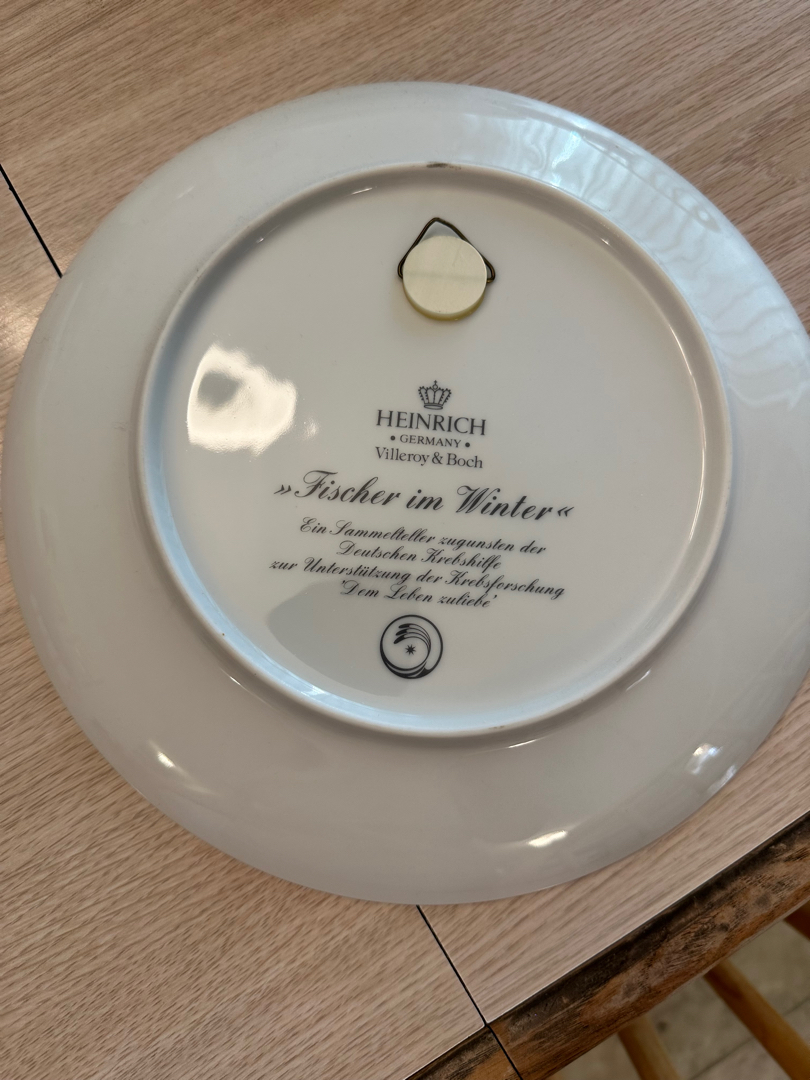 HEINRICH
• GERMANY •
Villeroy & Boch
»Fischer im Winter«
Ein Sammelteller zugunsten der
Deutschen Krebshilfe
zur Unterstützung der Krebsforschung
'Dem Leben zuliebe'